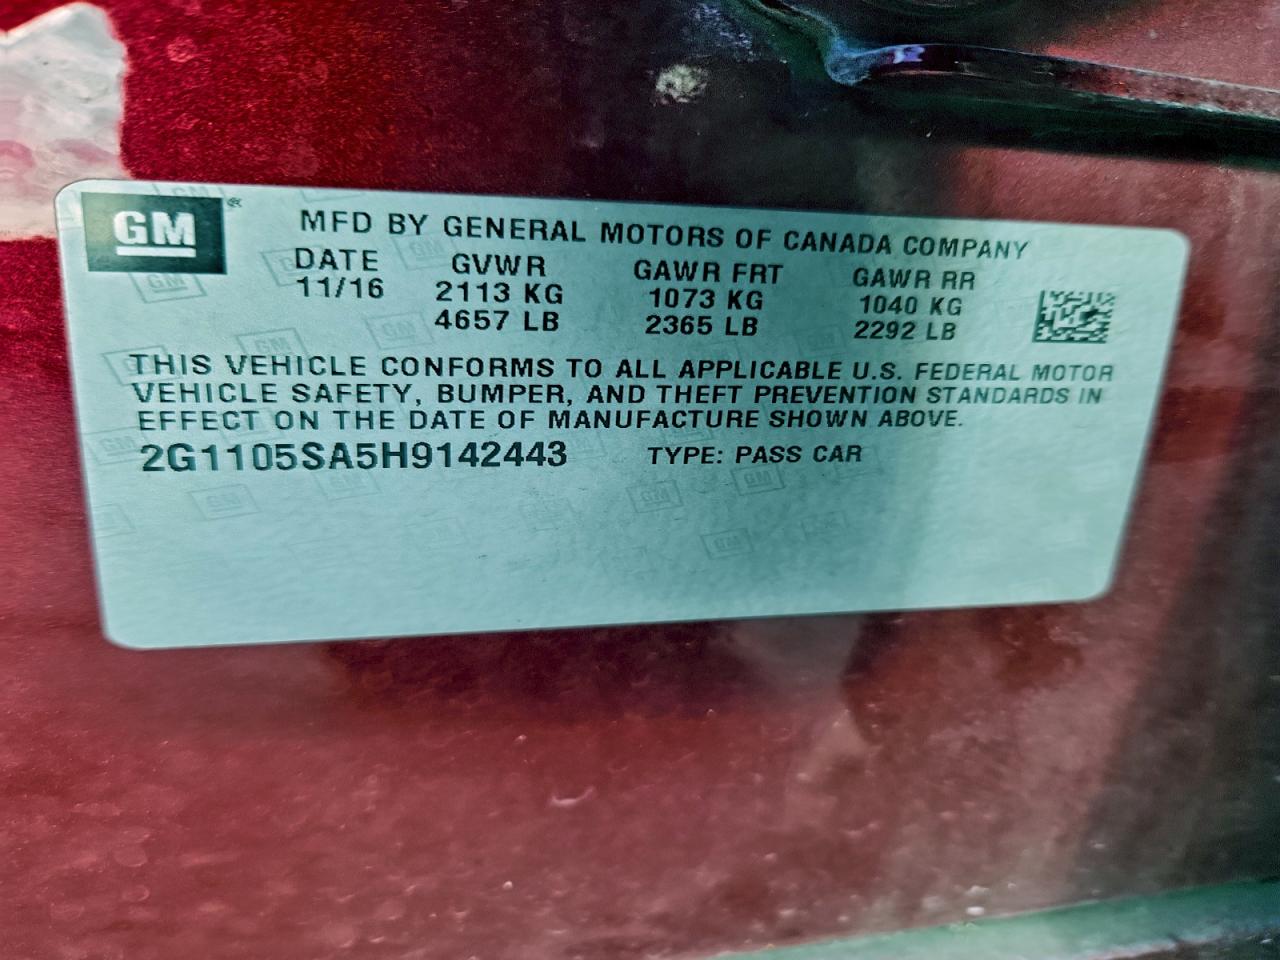 GM ®
MFD BY GENERAL MOTORS OF CANADA COMPANY
DATE GVWR GAWR FRT GAWR RR
11/16 2113 KG 1073 KG 1040 KG
4657 LB 2365 LB 2292 LB
THIS VEHICLE CONFORMS TO ALL APPLICABLE U.S. FEDERAL MOTOR
VEHICLE SAFETY, BUMPER, AND THEFT PREVENTION STANDARDS IN
EFFECT ON THE DATE OF MANUFACTURE SHOWN ABOVE.
2G1105SA5H9142443 TYPE: PASS CAR